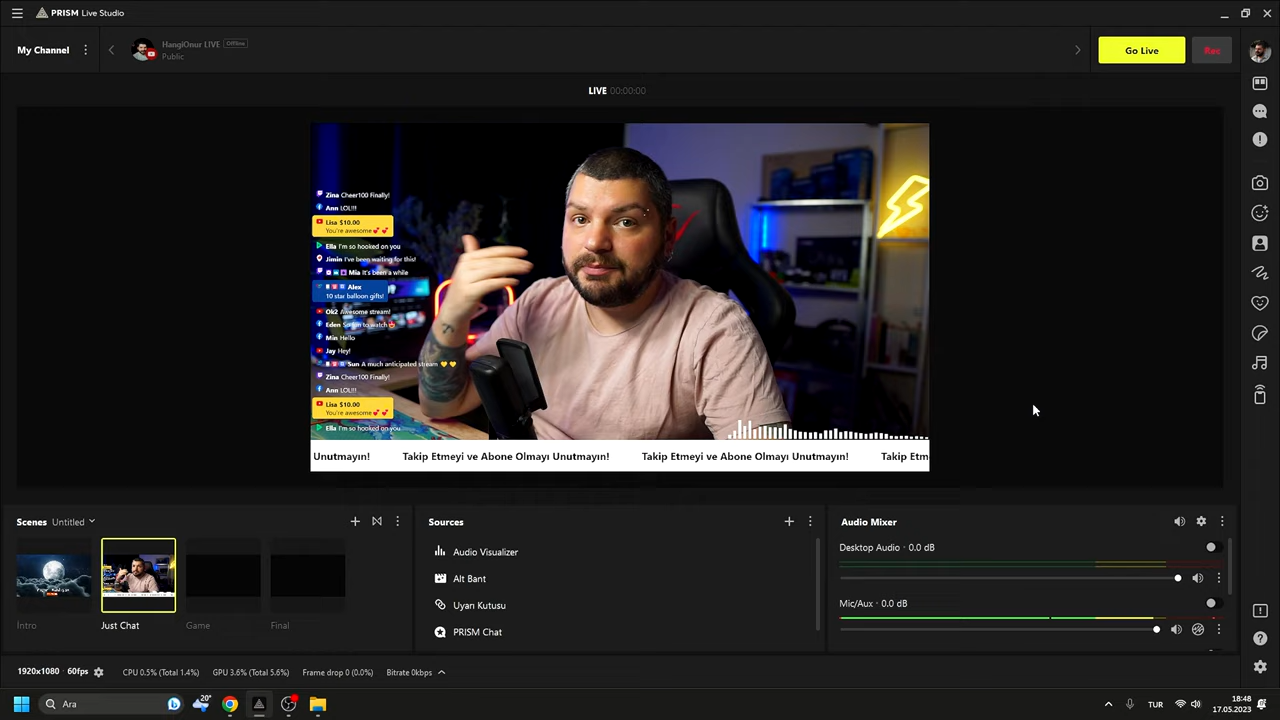 PRISM Live Studio
My Channel
HangiOnur LIVE Offline
Public
Go Live
Rec
LIVE 00:00:00
Zina Cheer100 Finally!
Ann LOL!!!
Lisa $10.00
You're awesome
Ella I'm so hooked on you
Jimin I've been waiting for this!
Mia It's been a while
Alex
10 star balloon gifts!
Ok2 Awesome stream!
Eden So fun to watch
Min Hello
Jay Hey!
Sun A much anticipated stream
Zina Cheer100 Finally!
Ann LOL!!!
Lisa $10.00
You're awesome
Ella I'm so hooked on you
Unutmayın! Takip Etmeyi ve Abone Olmayı Unutmayın! Takip Etmeyi ve Abone Olmayı Unutmayın! Takip Etm
Scenes Untitled
Intro
Just Chat
Game
Final
Sources
Audio Visualizer
Alt Bant
Uyarı Kutusu
PRISM Chat
Audio Mixer
Desktop Audio · 0.0 dB
Mic/Aux · 0.0 dB
1920x1080 · 60fps CPU 0.5% (Total 1.4%) GPU 3.6% (Total 5.6%) Frame drop 0 (0.0%) Bitrate 0kbps
Ara
20°
TUR
18:48
17.05.2023